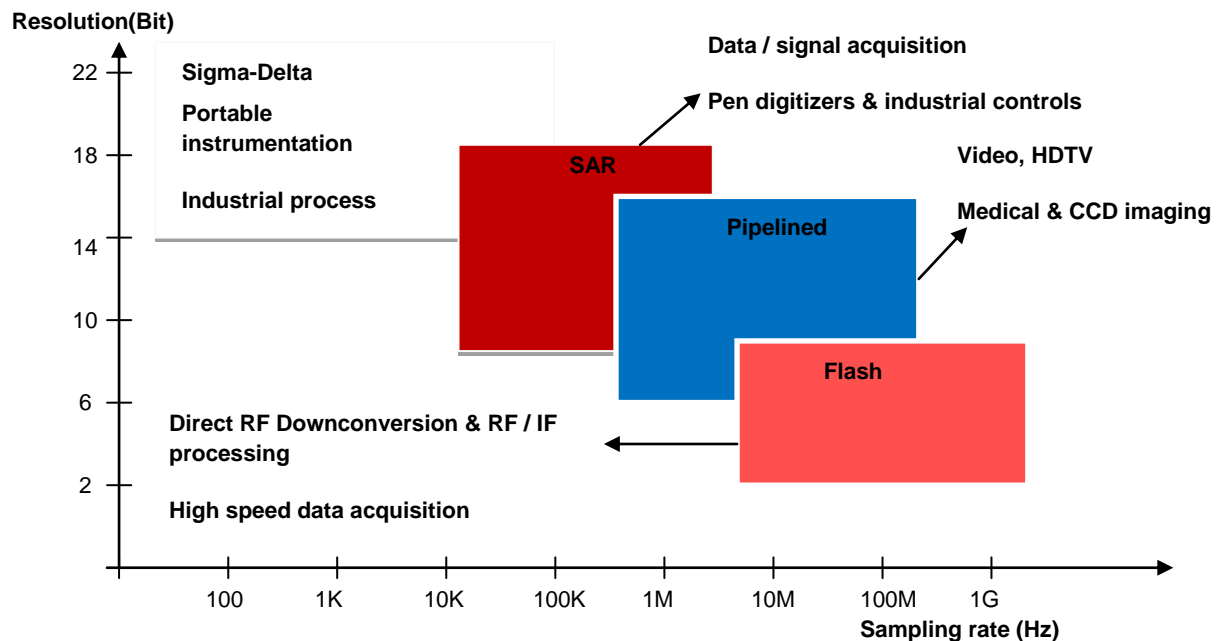 Resolution(Bit)
22
18
14
10
6
2
Sigma-Delta
Portable
instrumentation
Industrial process
Data / signal acquisition
Pen digitizers & industrial controls
SAR
Video, HDTV
Medical & CCD imaging
Pipelined
Flash
Direct RF Downconversion & RF / IF
processing
High speed data acquisition
100
1K
10K
100K
1M
10M
100M
1G
Sampling rate (Hz)